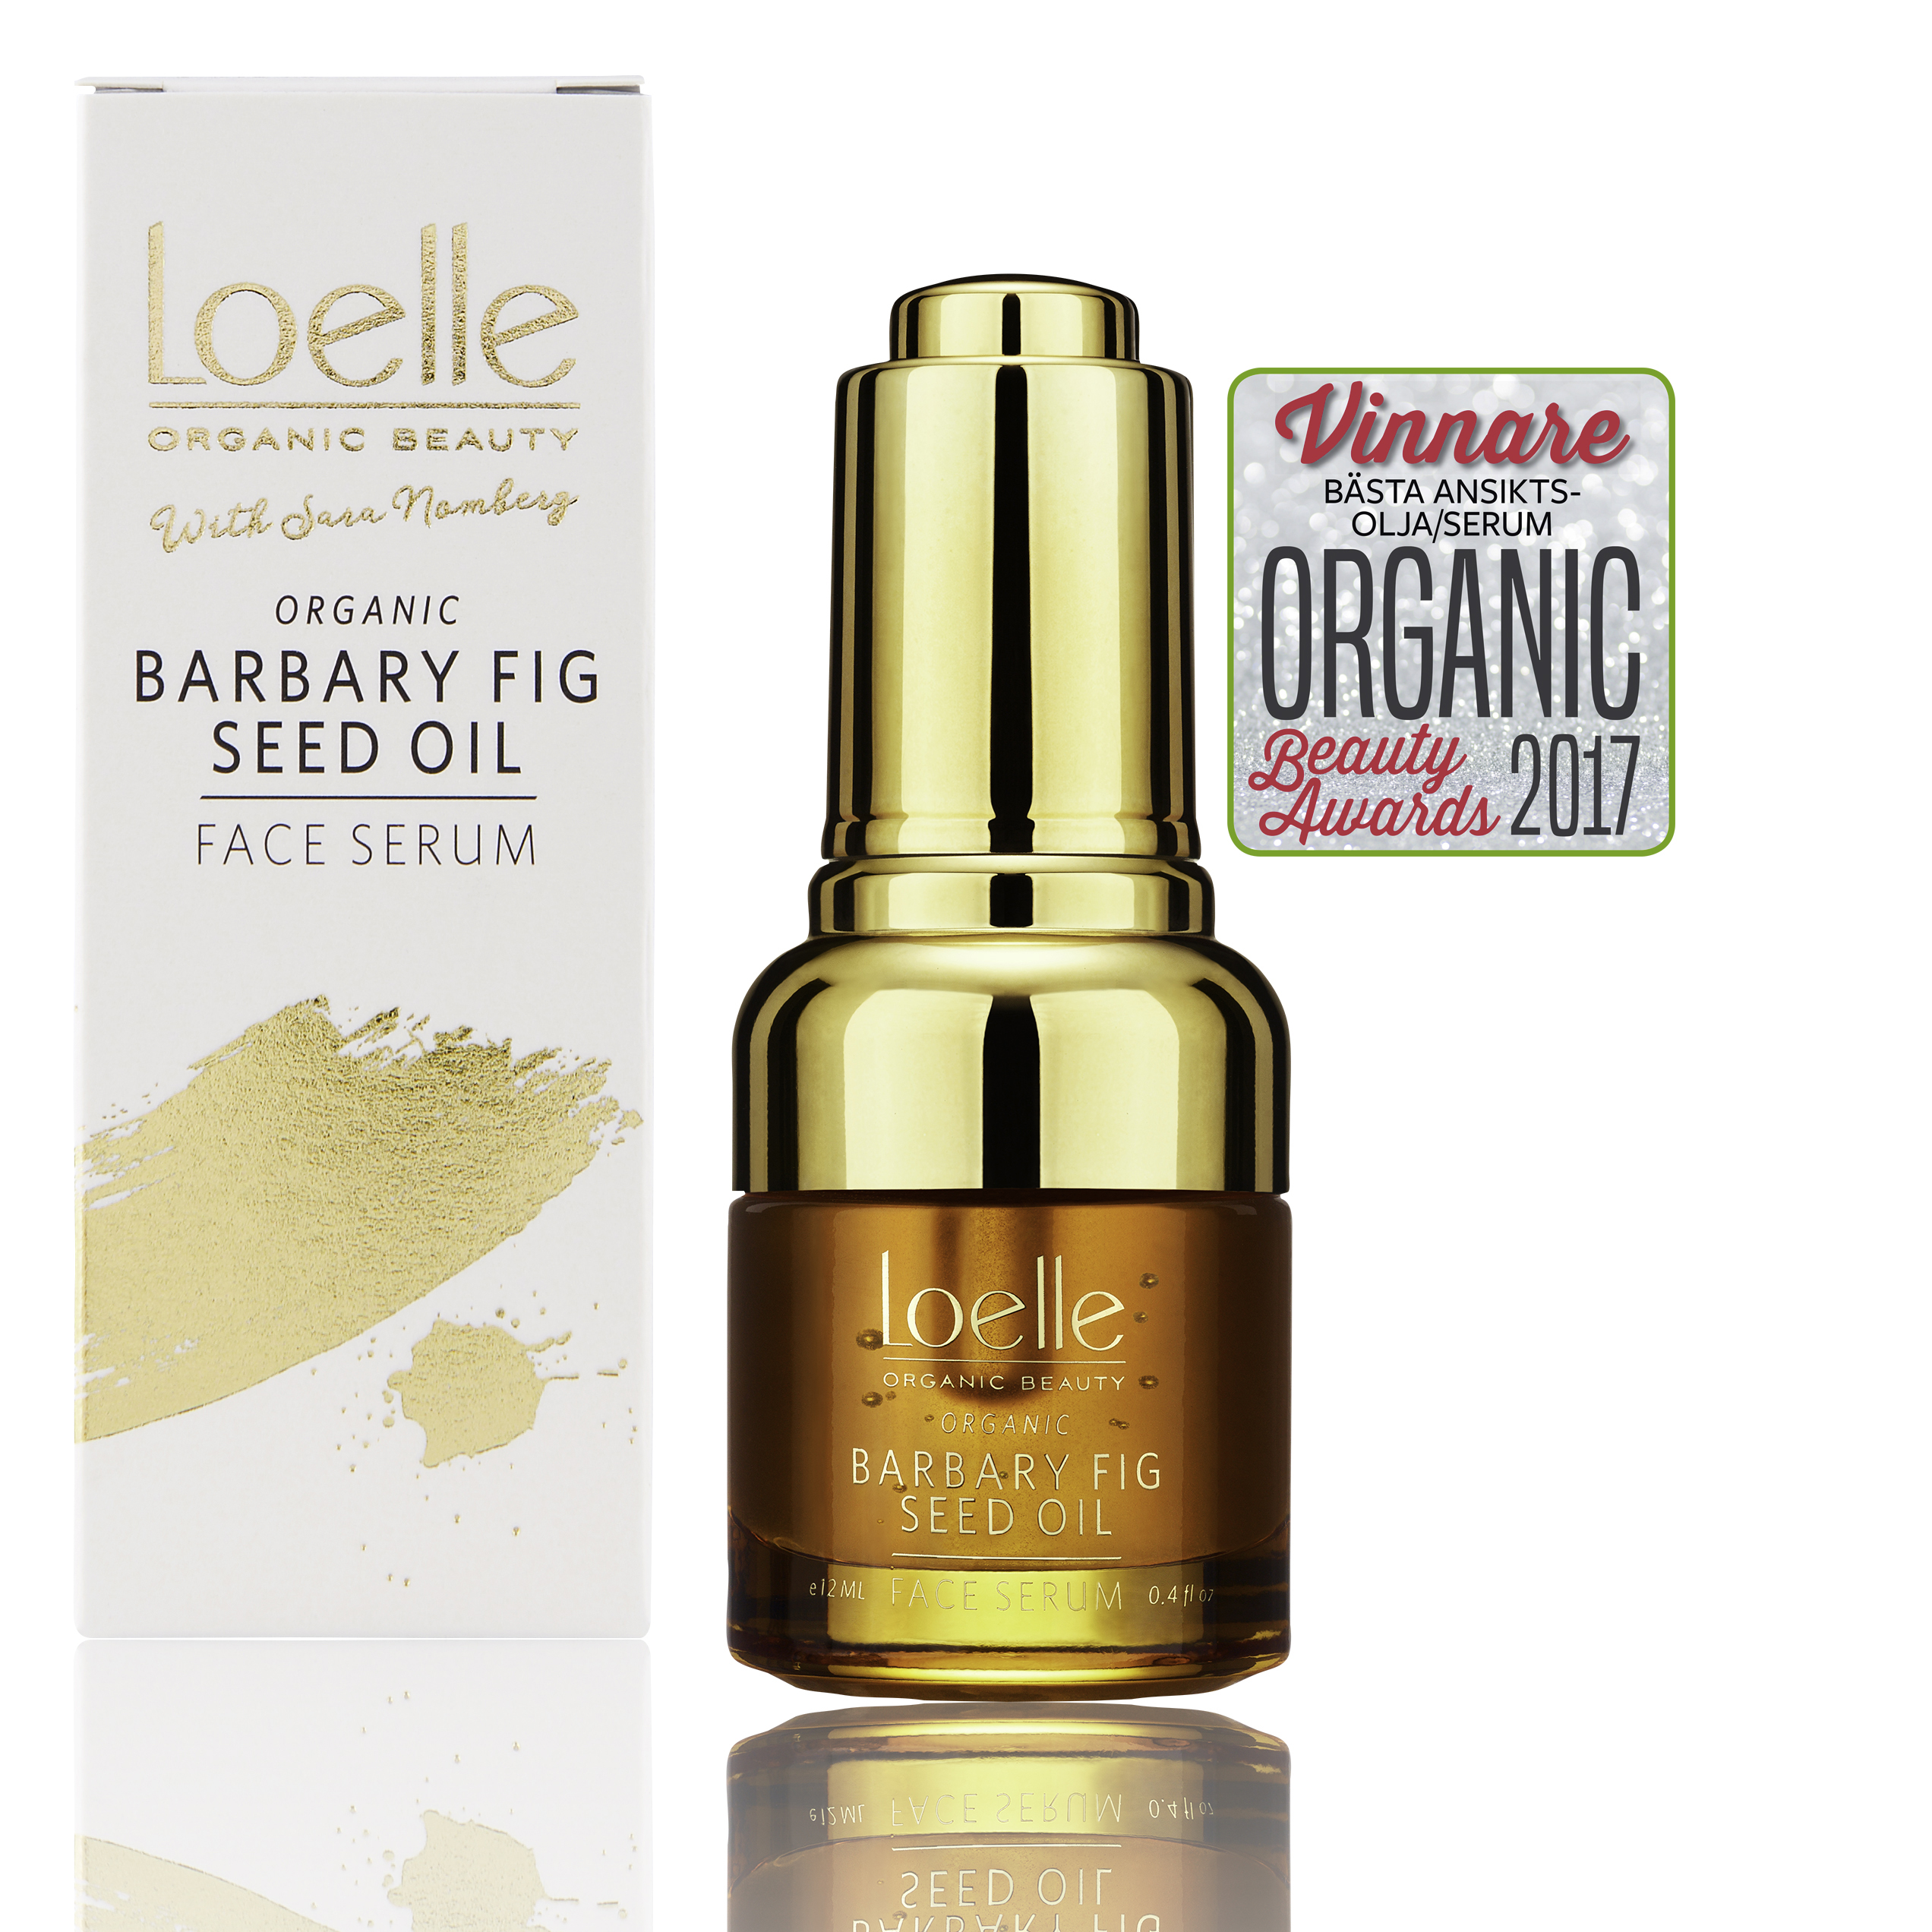 Loelle
ORGANIC BEAUTY
With Sara Nomberg
ORGANIC
BARBARY FIG
SEED OIL
FACE SERUM
Vinnare
BÄSTA ANSIKTS-
OLJA/SERUM
ORGANIC
Beauty
Awards 2017
Loelle
ORGANIC BEAUTY
ORGANIC
BARBARY FIG
SEED OIL
e12ML FACE SERUM 0.4 fl oz